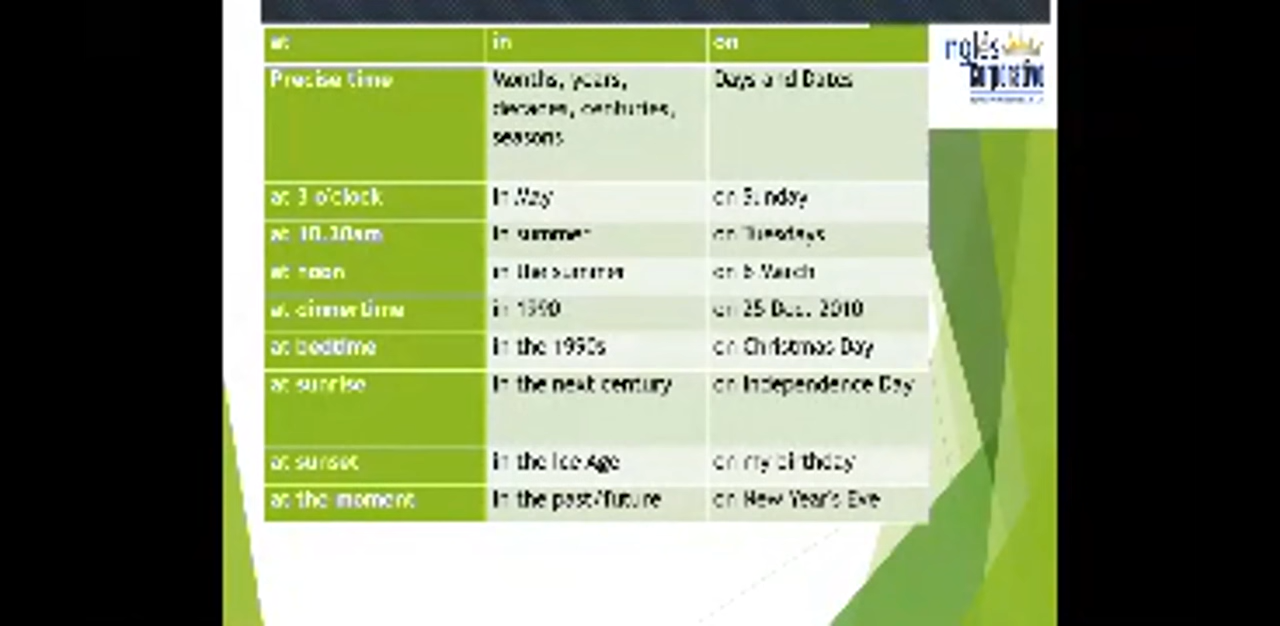 at in on
Precise time Months, years, Days and Dates
decades, centuries,
seasons
at 3 o'clock in May on Sunday
at 10.30am in summer on Tuesdays
at noon in the summer on 6 March
at dinnertime in 1990 on 25 Dec. 2010
at bedtime in the 1990s on Christmas Day
at sunrise in the next century on Independence Day
at sunset in the Ice Age on my birthday
at the moment in the past/future on New Year's Eve
Inglés
Corporativo